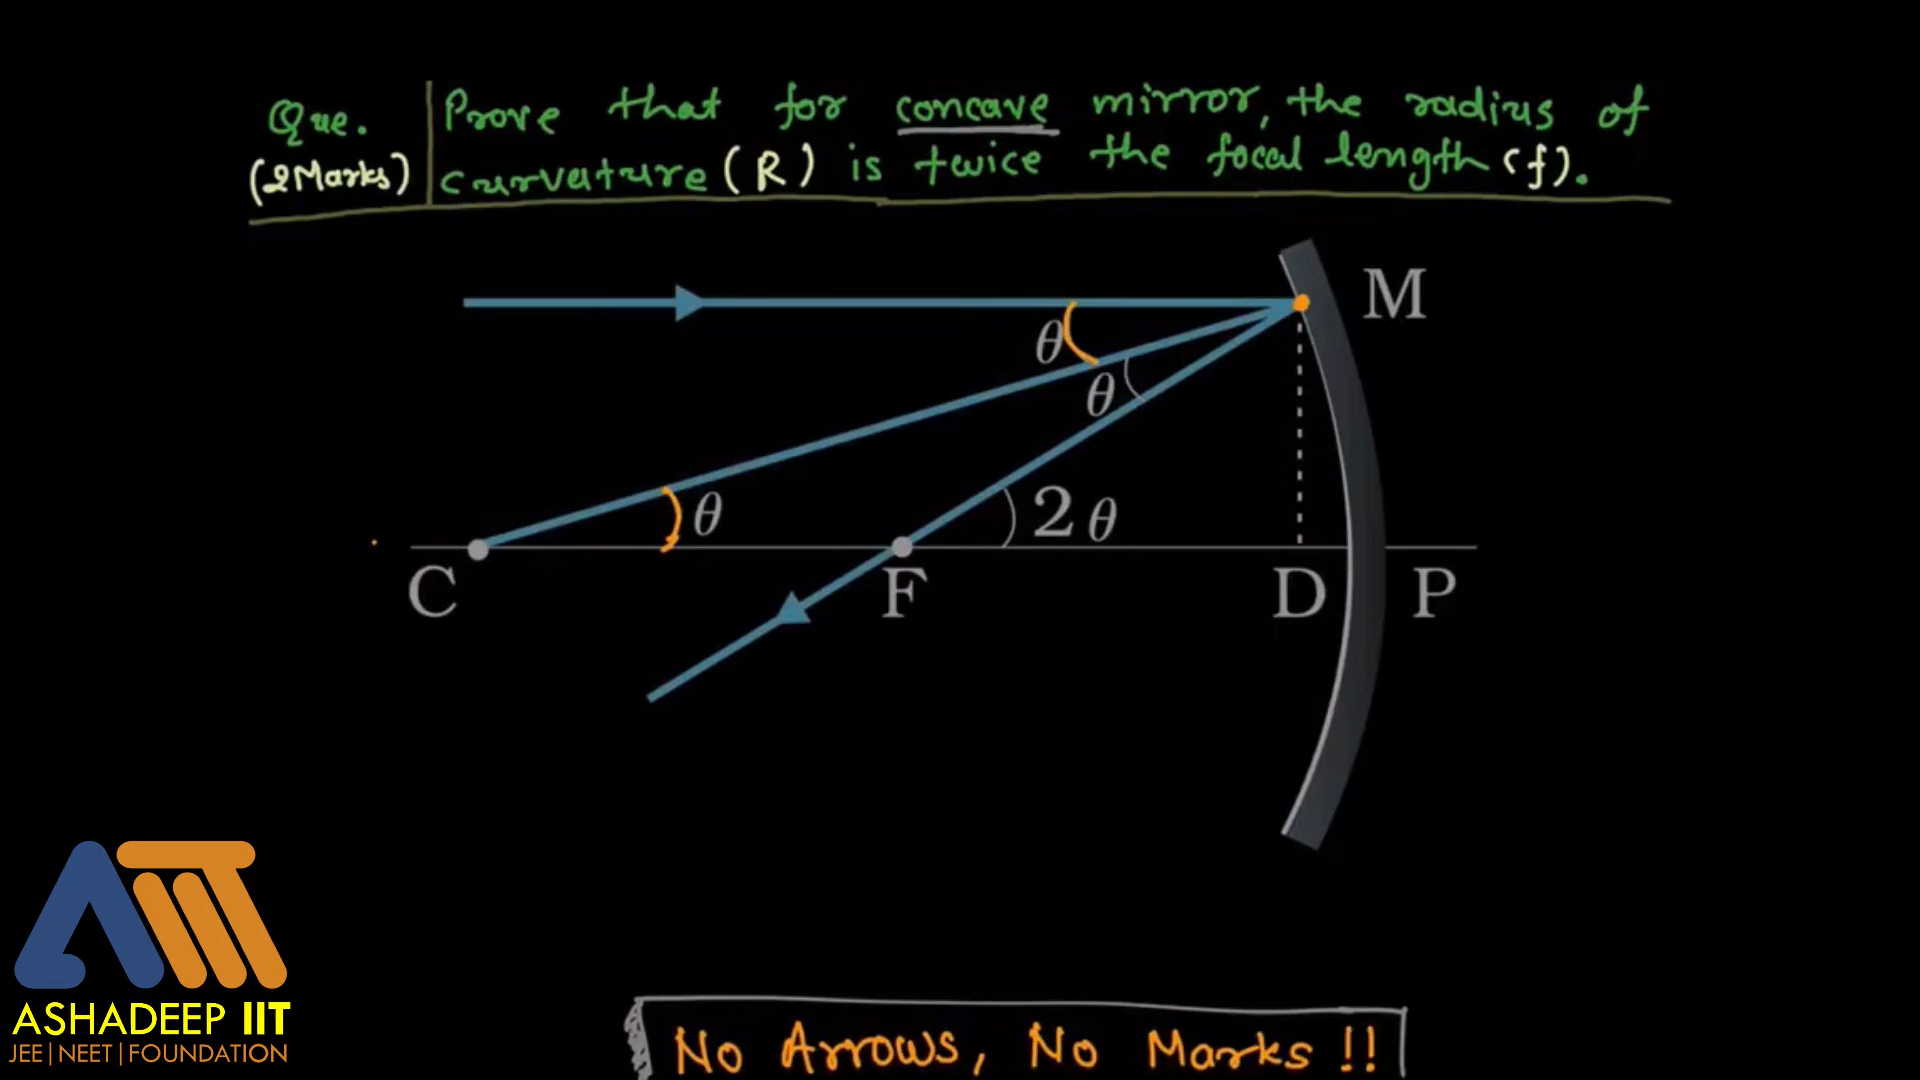 Que. Prove that for concave mirror, the radius of
(2Marks) curvature (R) is twice the focal length (f).
M
θ
θ
θ
2θ
C F D P
ASHADEEP IIT
JEE|NEET|FOUNDATION
No Arrows, No Marks!!